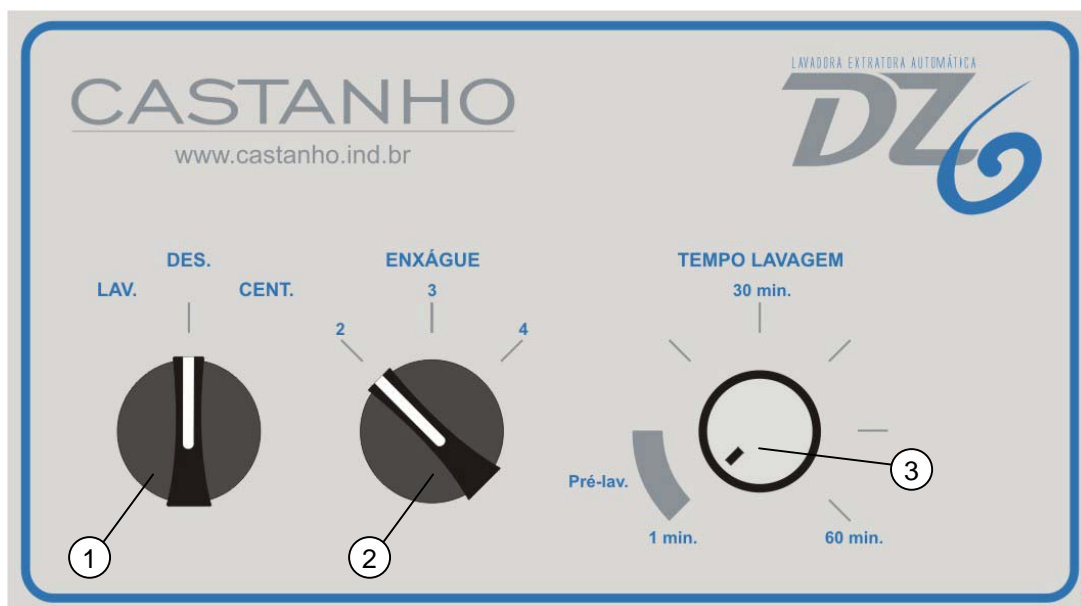 CASTANHO
www.castanho.ind.br
LAVADORA EXTRATORA AUTOMÁTICA
DZ6
DES.
LAV.
CENT.
ENXÁGUE
3
2
4
TEMPO LAVAGEM
30 min.
Pré-lav.
1 min.
60 min.
1
2
3